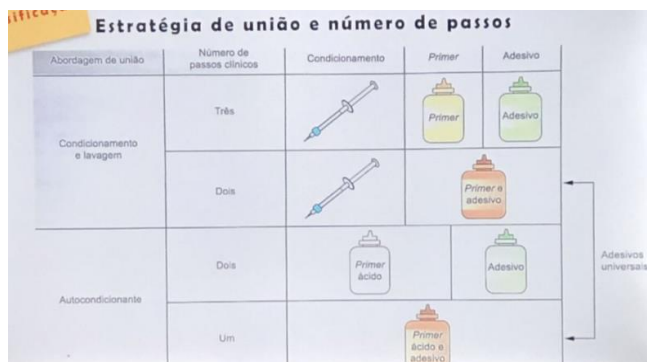 Estratégia de união e número de passos
Abordagem de união
Número de
passos clínicos
Condicionamento
Primer
Adesivo
Condicionamento
e lavagem
Três
Primer
Adesivo
Dois
Primer e
adesivo
Autocondicionante
Dois
Primer
ácido
Adesivo
Um
Primer
ácido e
adesivo
Adesivos
universais